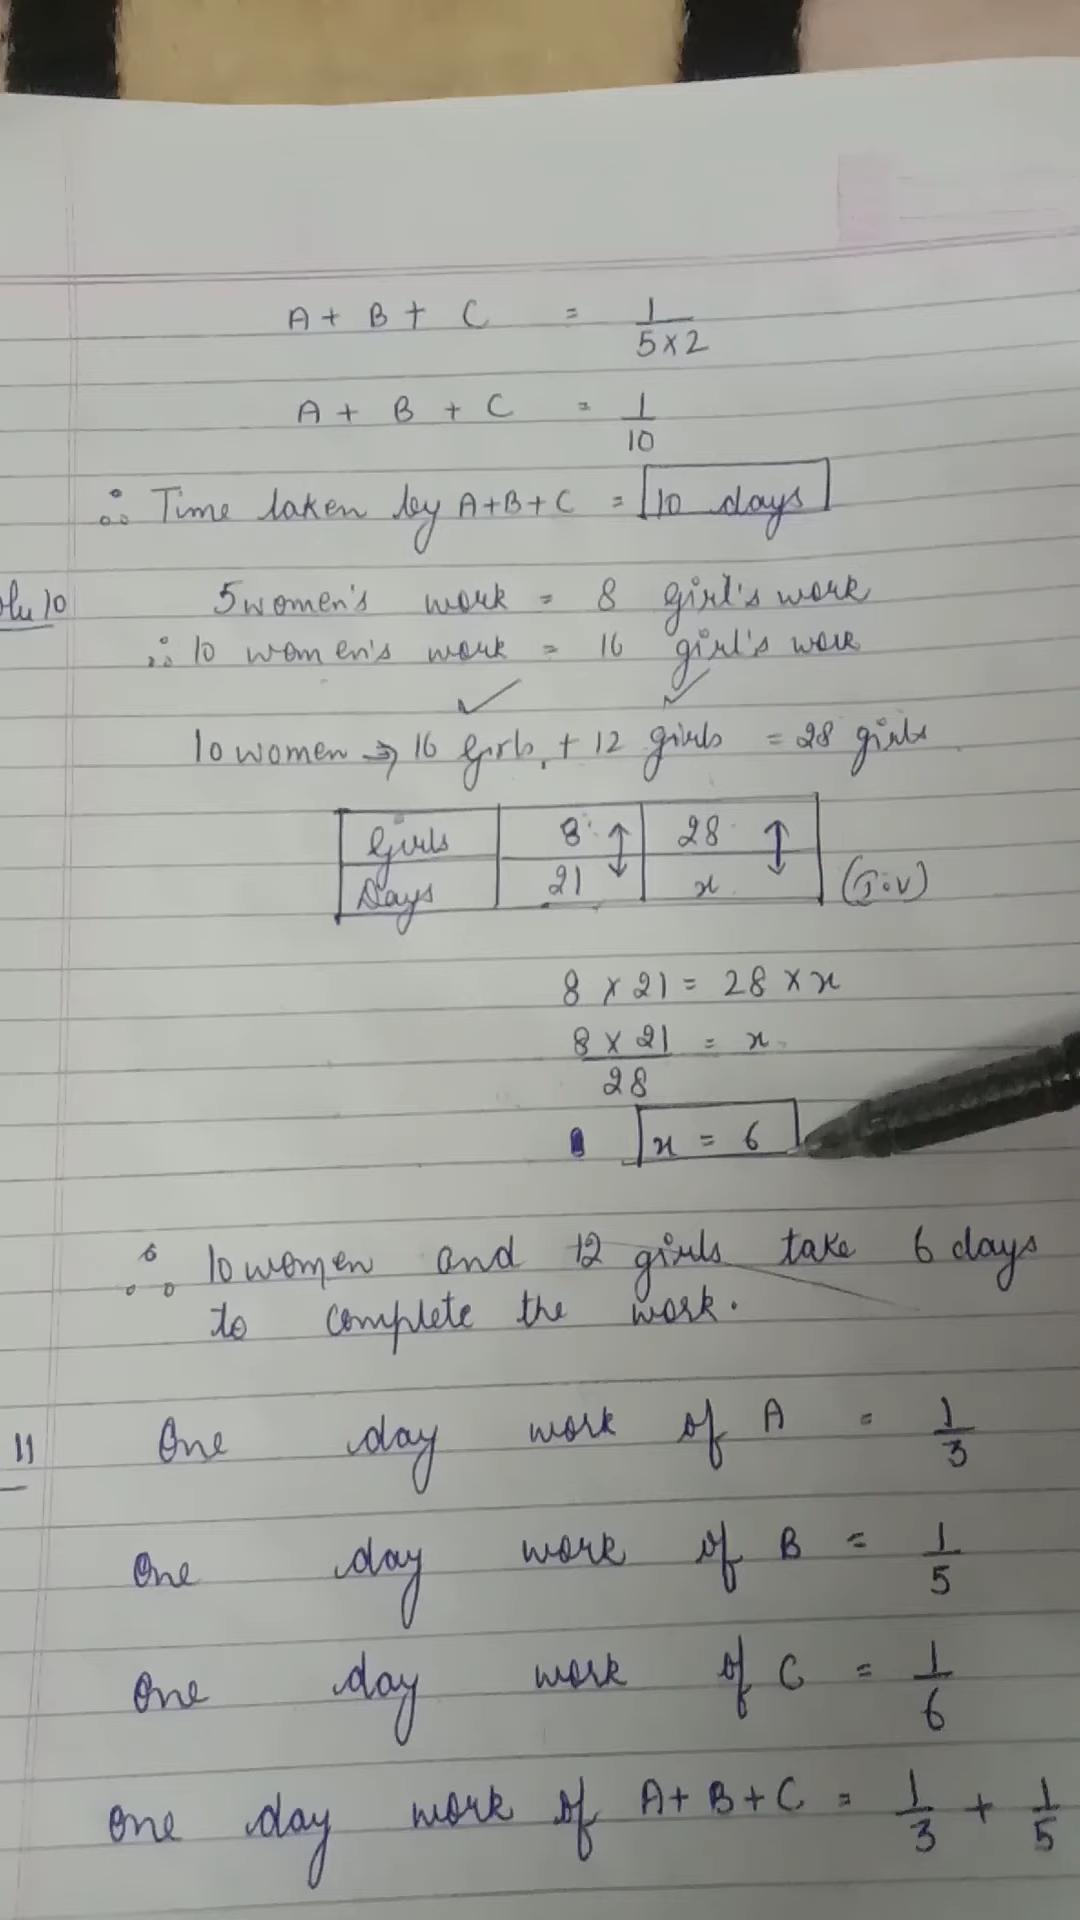 A + B + C = 1/5×2
A + B + C = 1/10
∴ Time taken by A+B+C = 10 days
10 5 women's work = 8 girl's work
∴ 10 women's work = 16 girl's work
10 women ⇒ 16 Girls, + 12 girls = 28 girls
Girls 8 ↕ 28 ↕
Days 21 x (Inv)
8 × 21 = 28 × x
8 × 21/28 = x
x = 6
∴ 10 women and 12 girls take 6 days
to complete the work.
11 One day work of A = 1/3
One day work of B = 1/5
One day work of C = 1/6
One day work of A+ B+C = 1/3 + 1/5